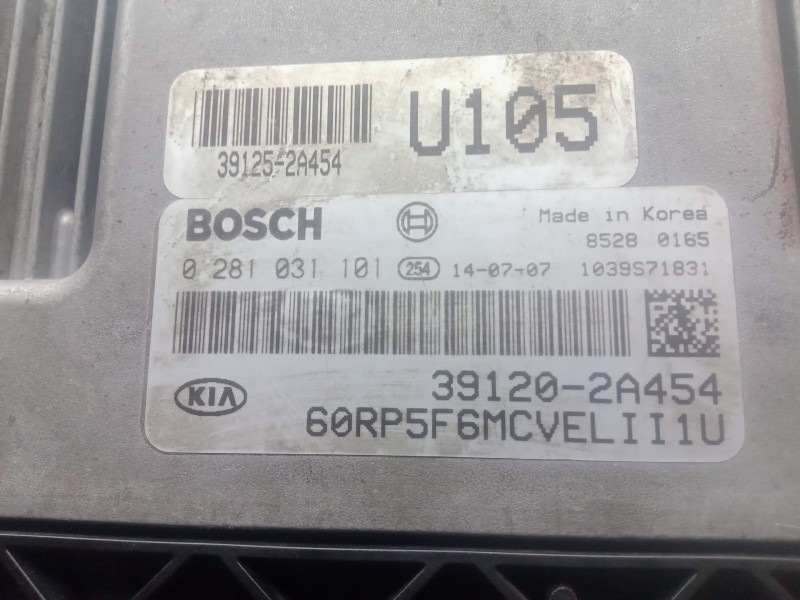 U105
39125-2A454
BOSCH
Made in Korea
8528 0165
0 281 031 101 254 14-07-07 1039S71831
KIA
39120-2A454
60RP5F6MCVELII1U